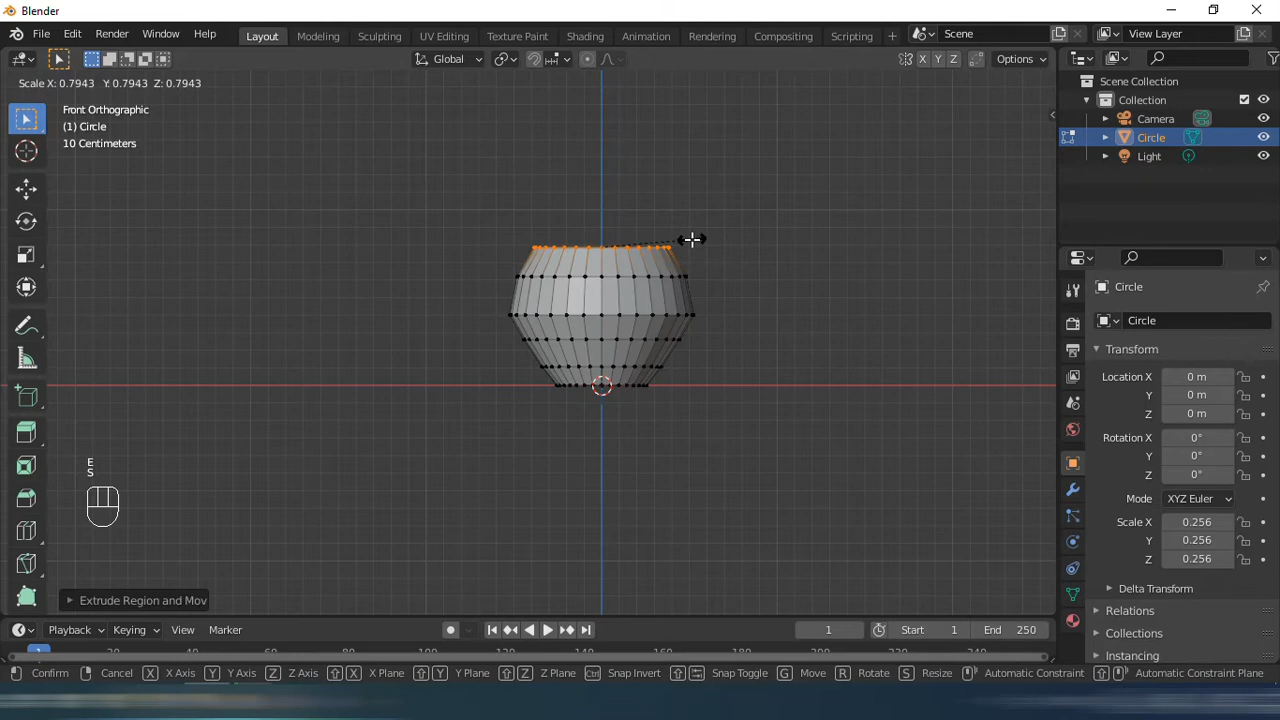 Blender
File Edit Render Window Help
Layout Modeling Sculpting UV Editing Texture Paint Shading Animation Rendering Compositing Scripting + Scene View Layer
Global X Y Z Options
Scale X: 0.7943 Y: 0.7943 Z: 0.7943
Front Orthographic
(1) Circle
10 Centimeters
Scene Collection
Collection
Camera
Circle
Light
Circle
Circle
Transform
Location X 0 m
Y 0 m
Z 0 m
Rotation X 0°
Y 0°
Z 0°
Mode XYZ Euler
Scale X 0.256
Y 0.256
Z 0.256
Delta Transform
Relations
Collections
Instancing
E
S
Extrude Region and Mov
Playback Keying View Marker 1 Start 1 End 250
Confirm Cancel X X Axis Y Y Axis Z Z Axis X X Plane Y Y Plane Z Z Plane Ctrl Snap Invert Snap Toggle G Move R Rotate S Resize Automatic Constraint Automatic Constraint Plane